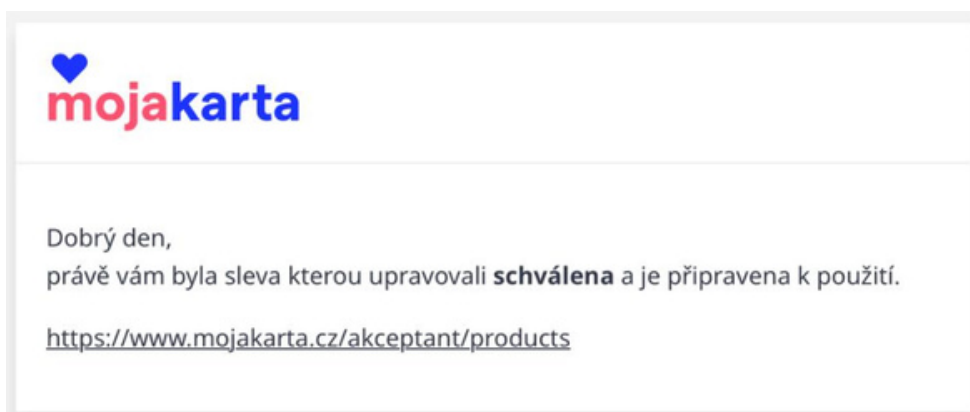 mojakarta
Dobrý den,
právě vám byla sleva kterou upravovali schválena a je připravena k použití.
https://www.mojakarta.cz/akceptant/products